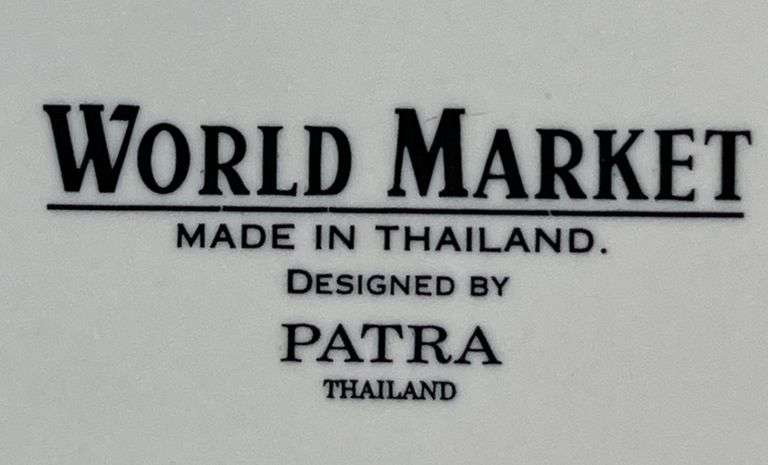 WORLD MARKET
MADE IN THAILAND.
DESIGNED BY
PATRA
THAILAND